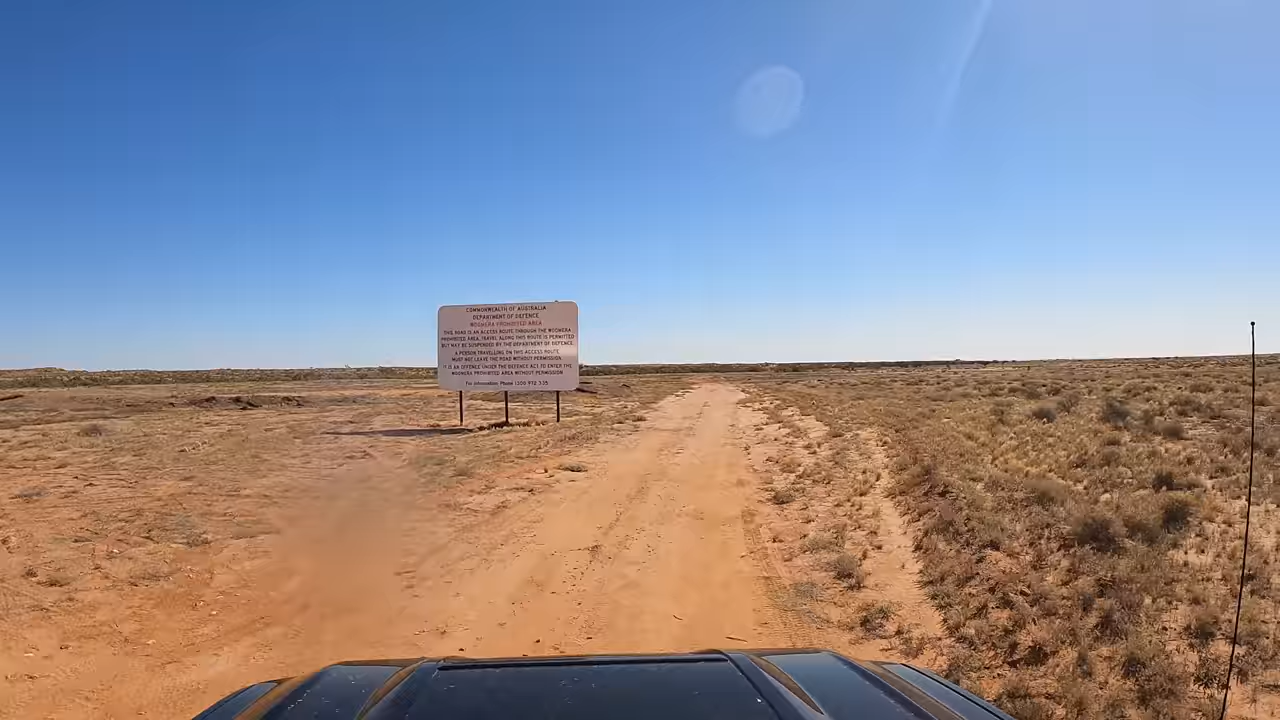 COMMONWEALTH OF AUSTRALIA
DEPARTMENT OF DEFENCE
WOOMERA PROHIBITED AREA
THIS ROAD IS AN ACCESS ROUTE THROUGH THE WOOMERA
PROHIBITED AREA. TRAVEL ALONG THIS ROUTE IS PERMITTED
BUT MAY BE SUSPENDED BY THE DEPARTMENT OF DEFENCE.
A PERSON TRAVELLING ON THIS ACCESS ROUTE
MUST NOT LEAVE THE ROAD WITHOUT PERMISSION.
IT IS AN OFFENCE UNDER THE DEFENCE ACT TO ENTER THE
WOOMERA PROHIBITED AREA WITHOUT PERMISSION
For Information Phone 1300 972 335